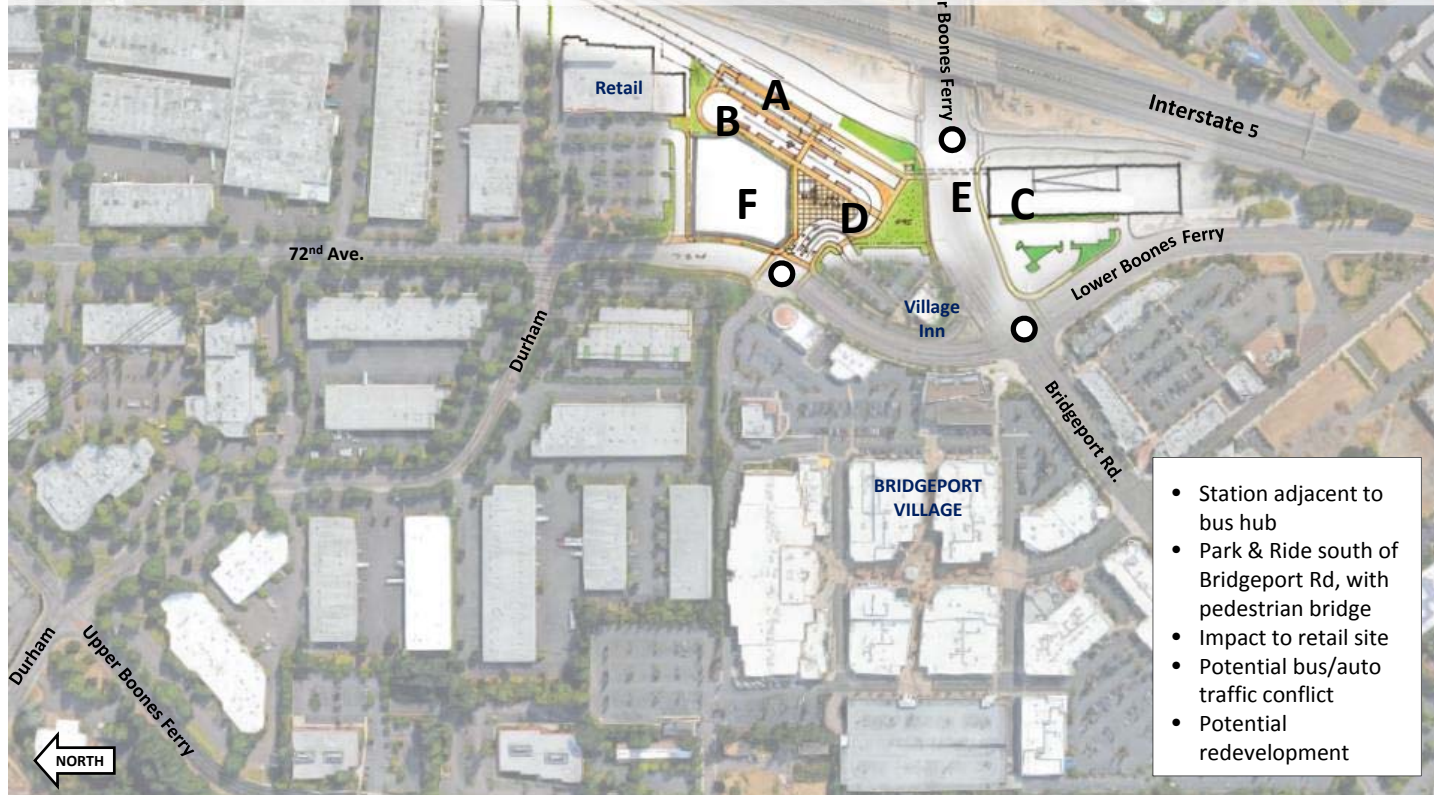 r Boones Ferry
Interstate 5
Retail
A
B
F
D
E
C
72nd Ave.
Lower Boones Ferry
Village
Inn
Durham
Bridgeport Rd.
BRIDGEPORT
VILLAGE
Durham
Upper Boones Ferry
NORTH
• Station adjacent to
bus hub
• Park & Ride south of
Bridgeport Rd, with
pedestrian bridge
• Impact to retail site
• Potential bus/auto
traffic conflict
• Potential
redevelopment